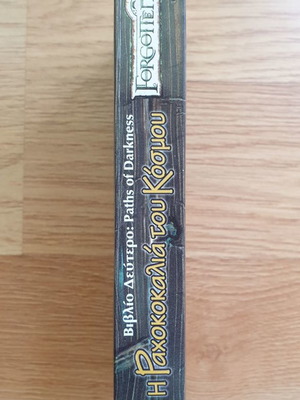 FORGOTTEN
Βιβλίο Δεύτερο: Paths of Darkness
Η Ραχοκοκαλιά του Κόσμου